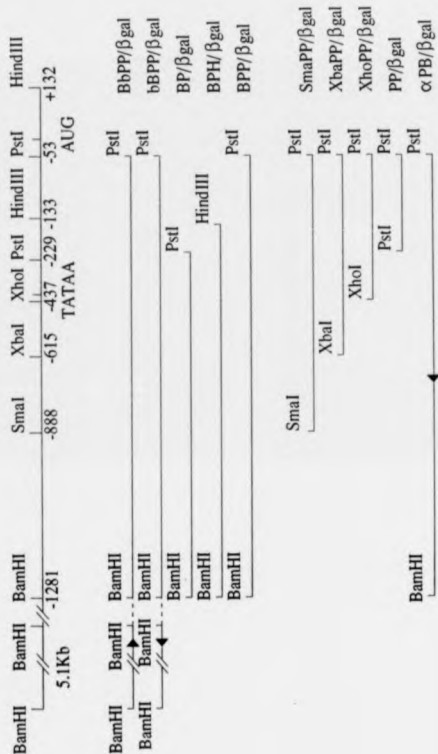 BamHI BamHI BamHI SmaI XbaI XhoI PstI HindIII PstI HindIII
5.1Kb -1281 -888 -615 -437 -229 -133 -53 +32
TATAA AUG
BamHI BamHI BamHI PstI BbPP/βgal
BamHI BamHI BamHI PstI bBPP/βgal
BamHI PstI BP/βgal
BamHI HindIII BPH/βgal
BamHI PstI BPP/βgal
SmaI PstI SmaPP/βgal
XbaI PstI XbaPP/βgal
XhoI PstI XhoPP/βgal
PstI PstI PP/βgal
BamHI PstI αPB/βgal